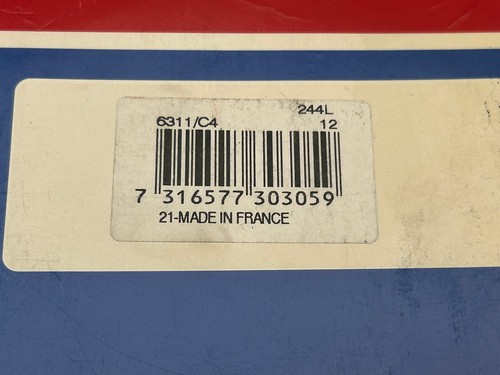 244L
6311/C4 12
7 316577 303059
21-MADE IN FRANCE